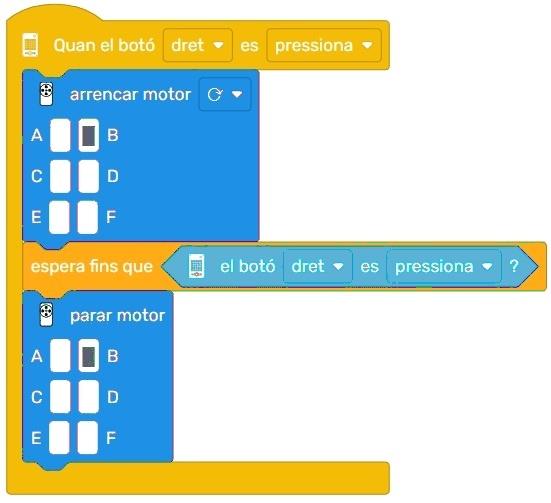 Quan el botó dret es pressiona
arrencar motor
A B
C D
E F
espera fins que el botó dret es pressiona ?
parar motor
A B
C D
E F